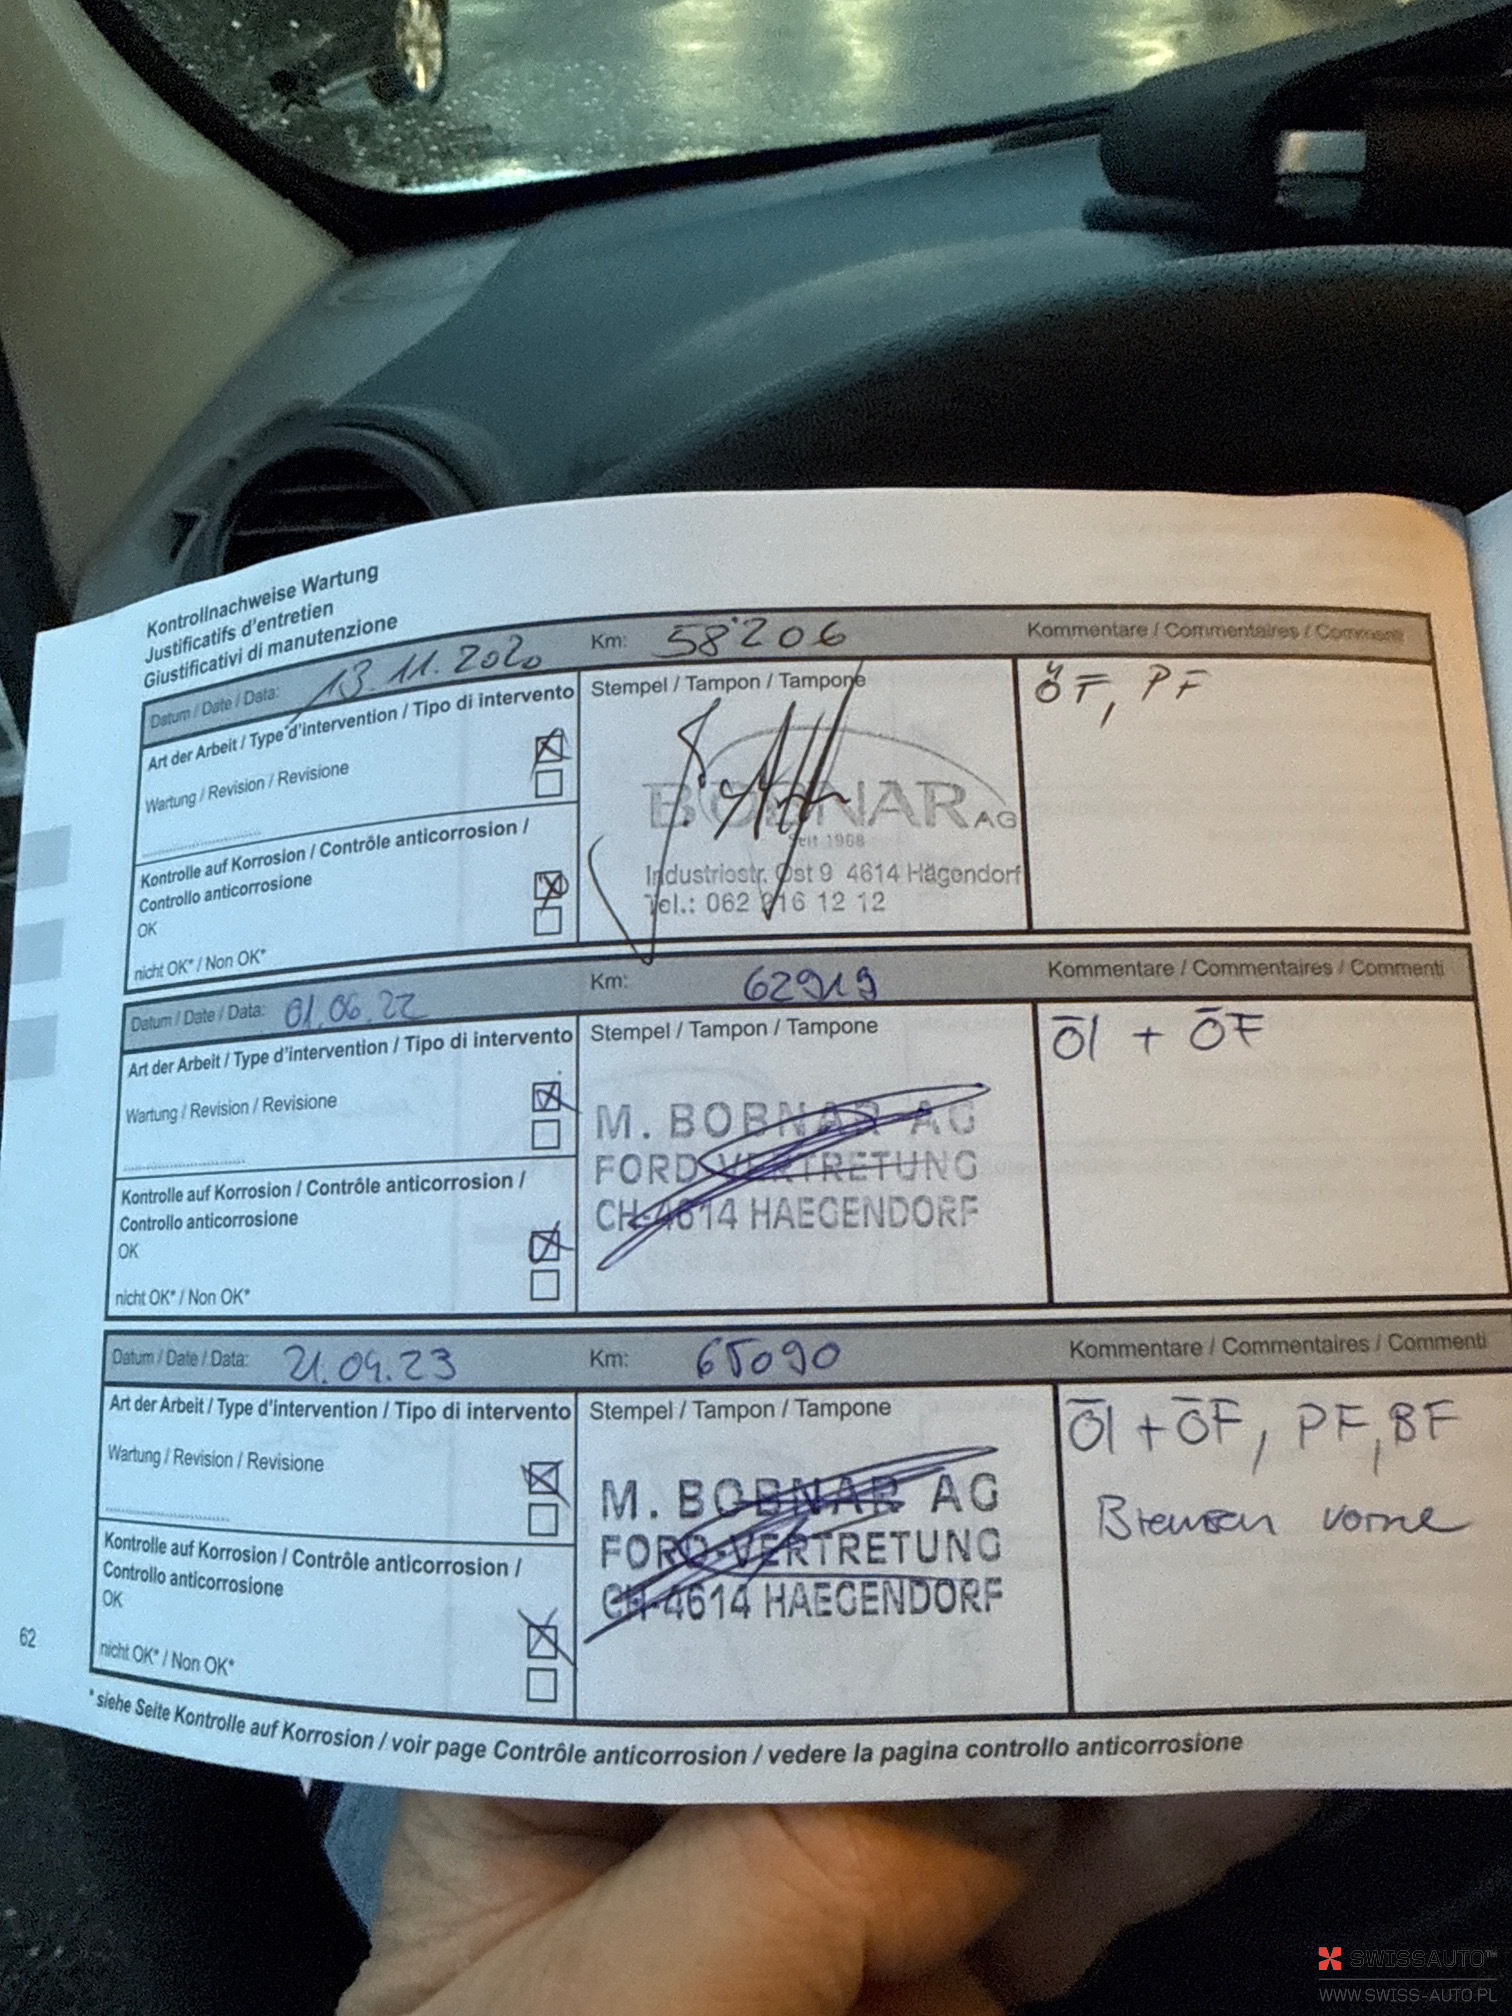 Kontrollnachweise Wartung
Justificatifs d'entretien
Giustificativi di manutenzione
Datum / Date / Data: 13.11.2020 Km: 58'206 Kommentare / Commentaires / Commenti
Art der Arbeit / Type d'intervention / Tipo di intervento Stempel / Tampon / Tampone ÖF, PF
Wartung / Revision / Revisione
BOBNAR AG
Seit 1968
Kontrolle auf Korrosion / Contrôle anticorrosion /
Controllo anticorrosione
Industriestr. Ost 9 4614 Hägendorf
OK
Tel.: 062 216 12 12
nicht OK* / Non OK*
Datum / Date / Data: 01.06.22 Km: 62919 Kommentare / Commentaires / Commenti
Art der Arbeit / Type d'intervention / Tipo di intervento Stempel / Tampon / Tampone Öl + ÖF
Wartung / Revision / Revisione
M. BOBNAR AG
FORD-VERTRETUNG
CH-4614 HAEGENDORF
Kontrolle auf Korrosion / Contrôle anticorrosion /
Controllo anticorrosione
OK
nicht OK* / Non OK*
Datum / Date / Data: 21.09.23 Km: 65090 Kommentare / Commentaires / Commenti
Art der Arbeit / Type d'intervention / Tipo di intervento Stempel / Tampon / Tampone Öl + ÖF, PF, BF
Wartung / Revision / Revisione
Bremsen vorne
M. BOBNAR AG
FORD-VERTRETUNG
CH-4614 HAEGENDORF
Kontrolle auf Korrosion / Contrôle anticorrosion /
Controllo anticorrosione
OK
nicht OK* / Non OK*
62
* siehe Seite Kontrolle auf Korrosion / voir page Contrôle anticorrosion / vedere la pagina controllo anticorrosione
SWISSAUTO™
WWW.SWISS-AUTO.PL